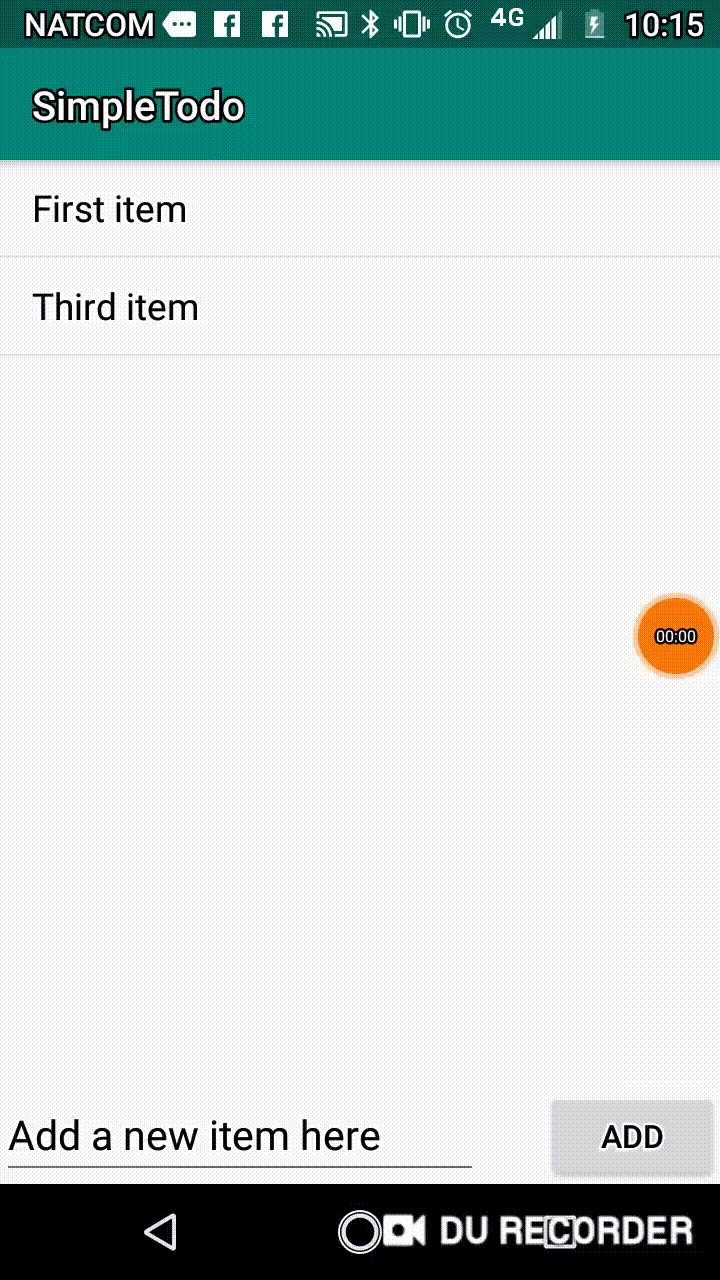 NATCOM 4G 10:15
SimpleTodo
First item
Third item
00:00
Add a new item here ADD
DU RECORDER